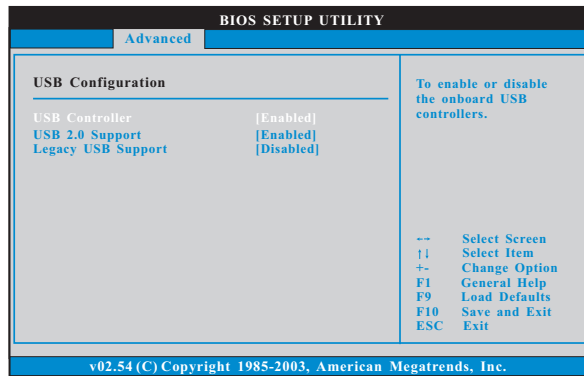 BIOS SETUP UTILITY
Advanced
USB Configuration
USB Controller [Enabled]
USB 2.0 Support [Enabled]
Legacy USB Support [Disabled]
To enable or disable
the onboard USB
controllers.
←→ Select Screen
↑↓ Select Item
+- Change Option
F1 General Help
F9 Load Defaults
F10 Save and Exit
ESC Exit
v02.54 (C) Copyright 1985-2003, American Megatrends, Inc.